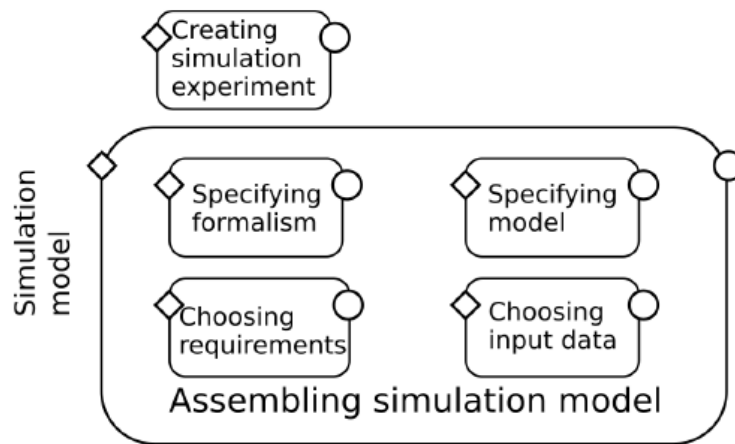 Creating
simulation
experiment
Simulation
model
Specifying
formalism
Specifying
model
Choosing
requirements
Choosing
input data
Assembling simulation model